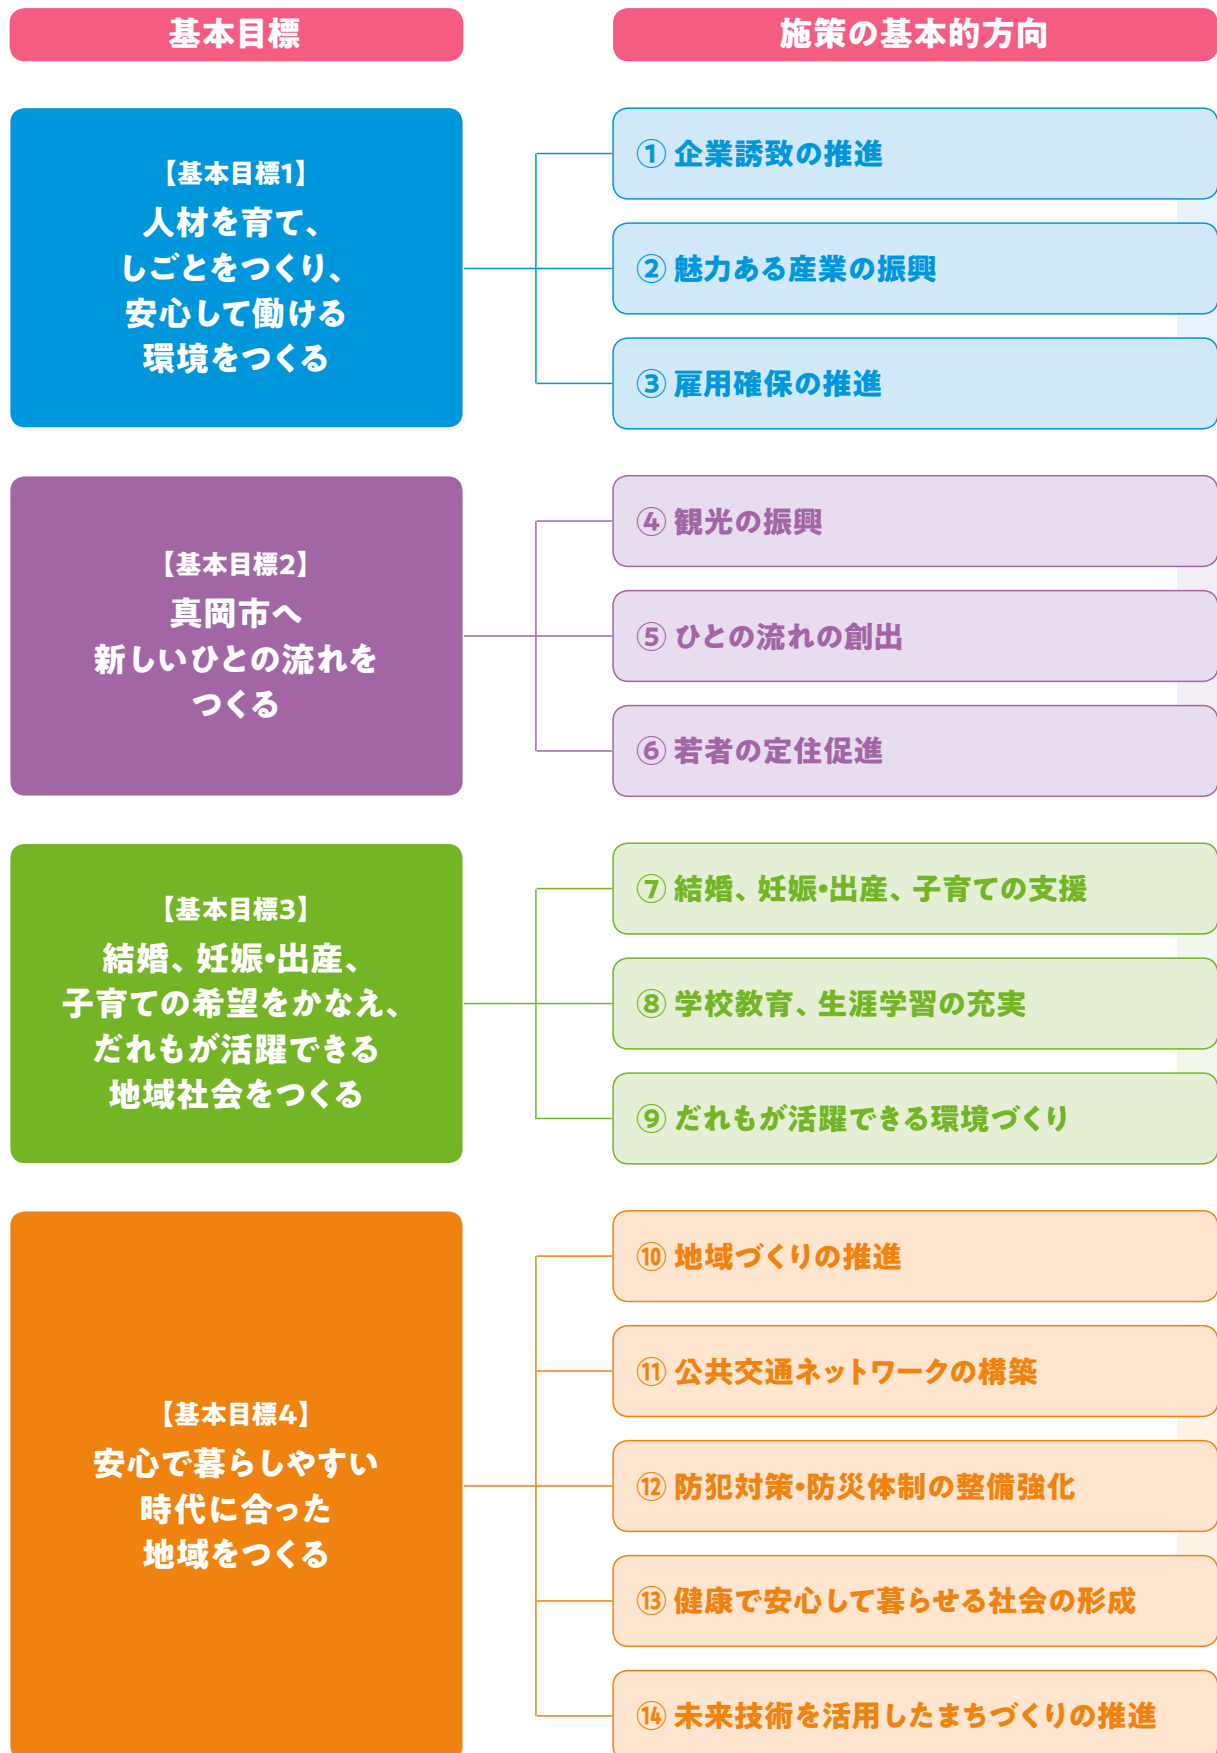 基本目標
施策の基本的方向
【基本目標1】
人材を育て、
しごとをつくり、
安心して働ける
環境をつくる
① 企業誘致の推進
② 魅力ある産業の振興
③ 雇用確保の推進
【基本目標2】
真岡市へ
新しいひとの流れを
つくる
④ 観光の振興
⑤ ひとの流れの創出
⑥ 若者の定住促進
【基本目標3】
結婚、妊娠・出産、
子育ての希望をかなえ、
だれもが活躍できる
地域社会をつくる
⑦ 結婚、妊娠・出産、子育ての支援
⑧ 学校教育、生涯学習の充実
⑨ だれもが活躍できる環境づくり
【基本目標4】
安心で暮らしやすい
時代に合った
地域をつくる
⑩ 地域づくりの推進
⑪ 公共交通ネットワークの構築
⑫ 防犯対策・防災体制の整備強化
⑬ 健康で安心して暮らせる社会の形成
⑭ 未来技術を活用したまちづくりの推進